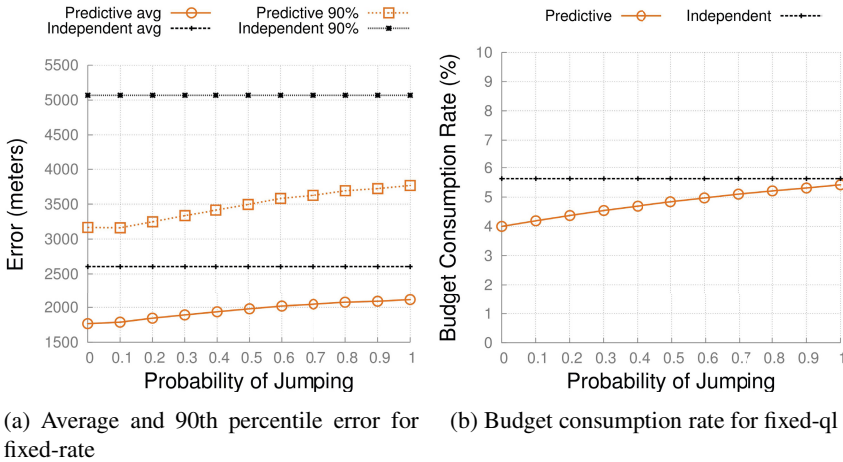 Predictive avg
Independent avg
Predictive 90%
Independent 90%
Error (meters)
5500
5000
4500
4000
3500
3000
2500
2000
1500
0 0.1 0.2 0.3 0.4 0.5 0.6 0.7 0.8 0.9 1
Probability of Jumping
(a) Average and 90th percentile error for
fixed-rate
Predictive
Independent
Budget Consumption Rate (%)
10
9
8
7
6
5
4
3
2
1
0
0 0.1 0.2 0.3 0.4 0.5 0.6 0.7 0.8 0.9 1
Probability of Jumping
(b) Budget consumption rate for fixed-ql